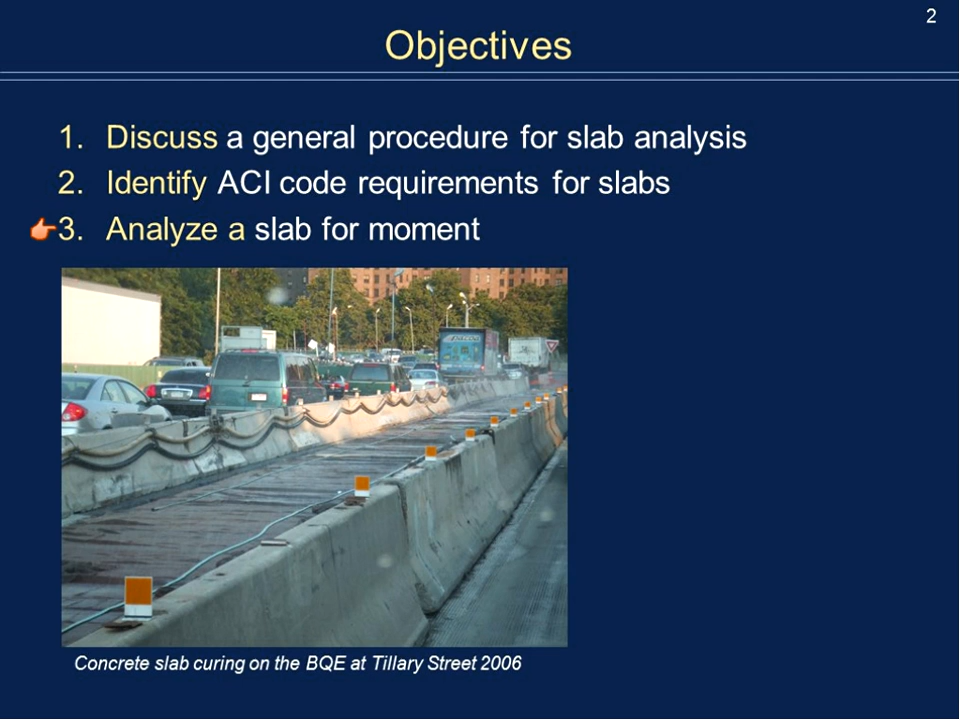 2
Objectives
1. Discuss a general procedure for slab analysis
2. Identify ACI code requirements for slabs
3. Analyze a slab for moment
Concrete slab curing on the BQE at Tillary Street 2006